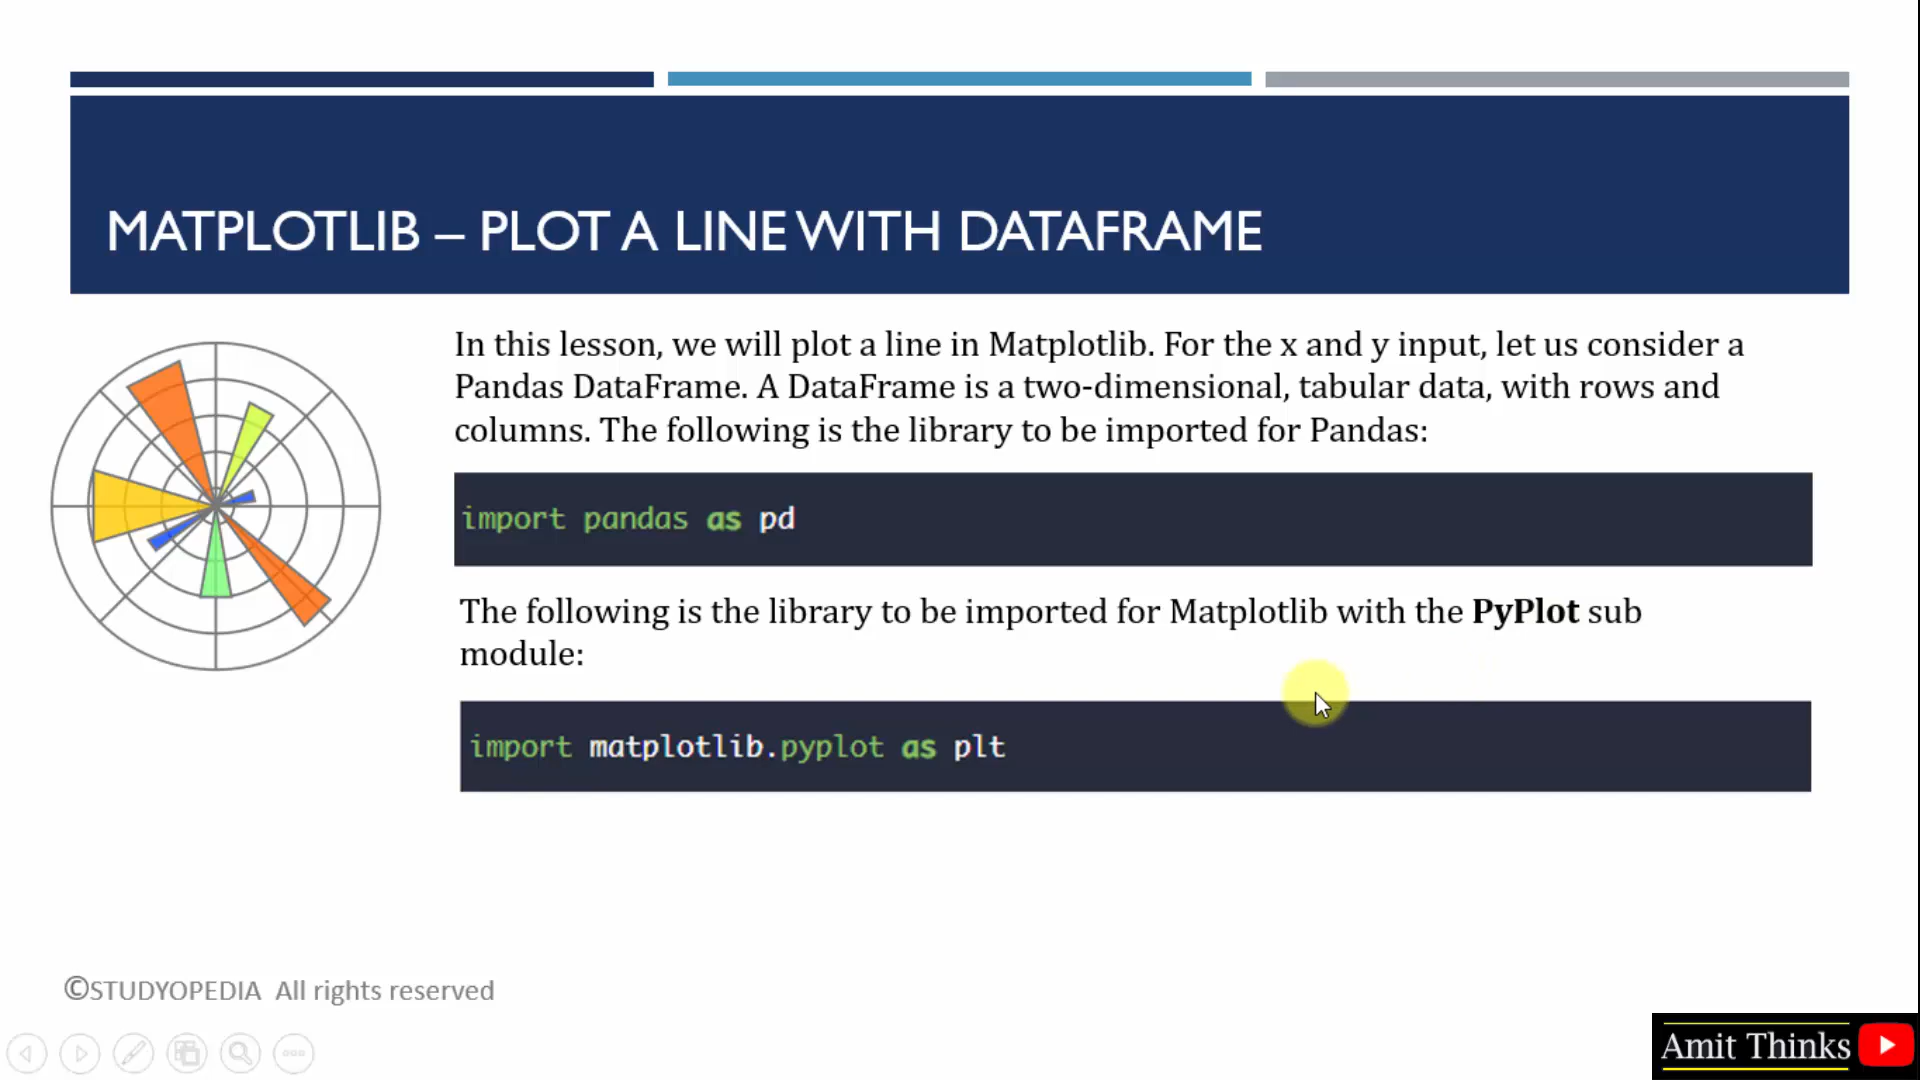 MATPLOTLIB – PLOT A LINE WITH DATAFRAME
In this lesson, we will plot a line in Matplotlib. For the x and y input, let us consider a
Pandas DataFrame. A DataFrame is a two-dimensional, tabular data, with rows and
columns. The following is the library to be imported for Pandas:
import pandas as pd
The following is the library to be imported for Matplotlib with the PyPlot sub
module:
import matplotlib.pyplot as plt
©STUDYOPEDIA All rights reserved
Amit Thinks